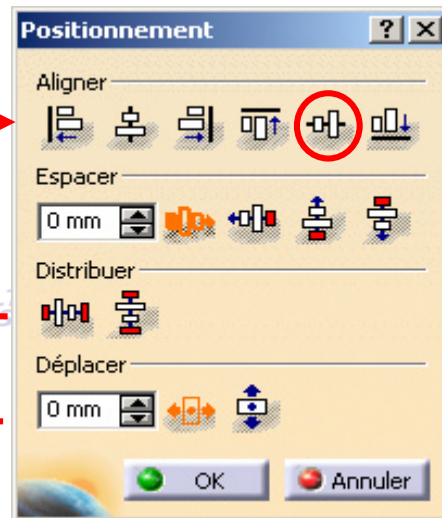 Positionnement
Aligner
Espacer
0 mm
Distribuer
Déplacer
0 mm
OK
Annuler